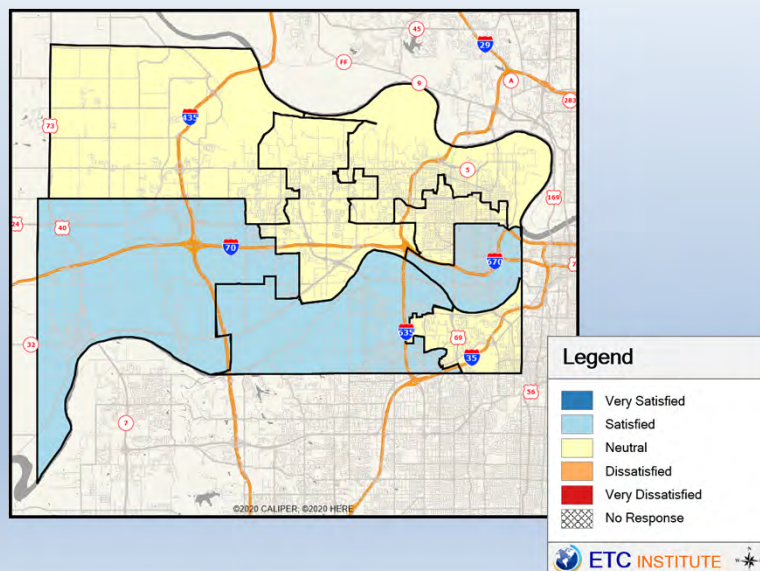 45
29
FF
9
A
283
435
73
5
169
24
40
70
670
7
635
69
32
35
56
7
©2020 CALIPER; ©2020 HERE
Legend
Very Satisfied
Satisfied
Neutral
Dissatisfied
Very Dissatisfied
No Response
ETC INSTITUTE